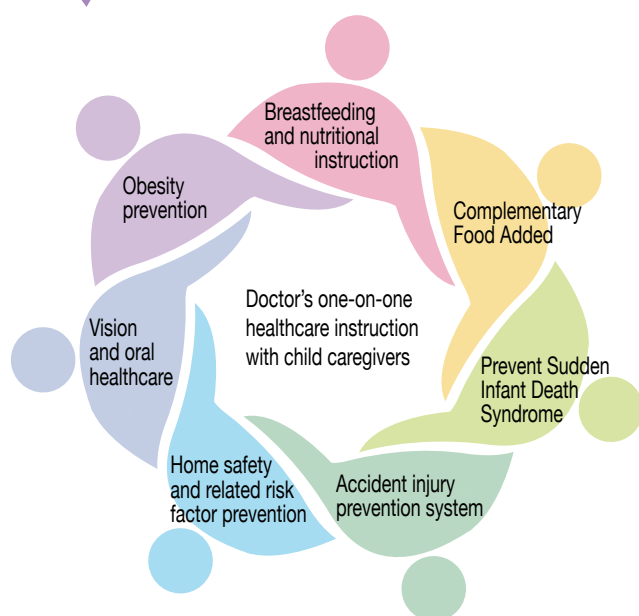 Breastfeeding
and nutritional
instruction
Complementary
Food Added
Prevent Sudden
Infant Death
Syndrome
Accident injury
prevention system
Home safety
and related risk
factor prevention
Vision
and oral
healthcare
Obesity
prevention
Doctor's one-on-one
healthcare instruction
with child caregivers